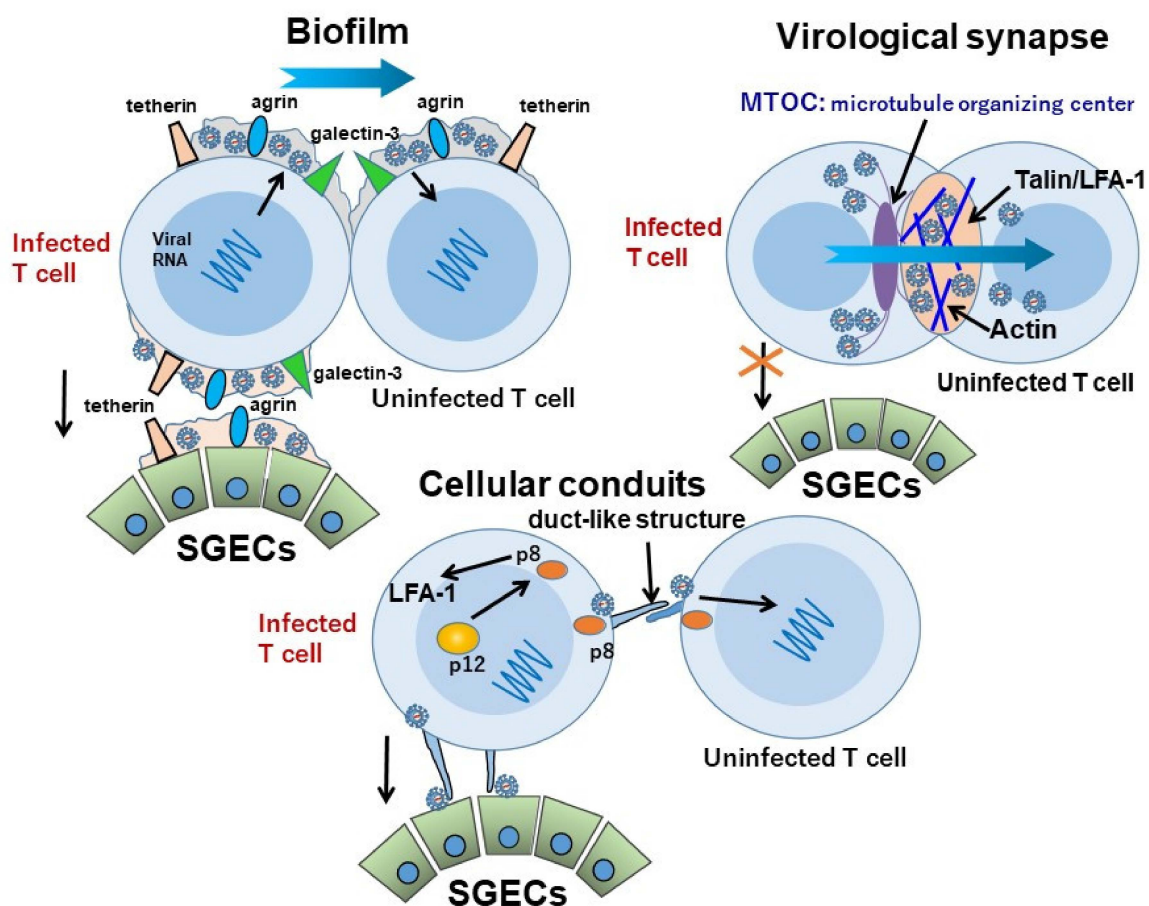 Biofilm
tetherin
agrin
agrin
tetherin
galectin-3
Infected
T cell
Viral
RNA
galectin-3
Uninfected T cell
tetherin
agrin
SGECs
Virological synapse
MTOC: microtubule organizing center
Talin/LFA-1
Infected
T cell
Actin
Uninfected T cell
SGECs
Cellular conduits
duct-like structure
p8
LFA-1
Infected
T cell
p12
p8
Uninfected T cell
SGECs